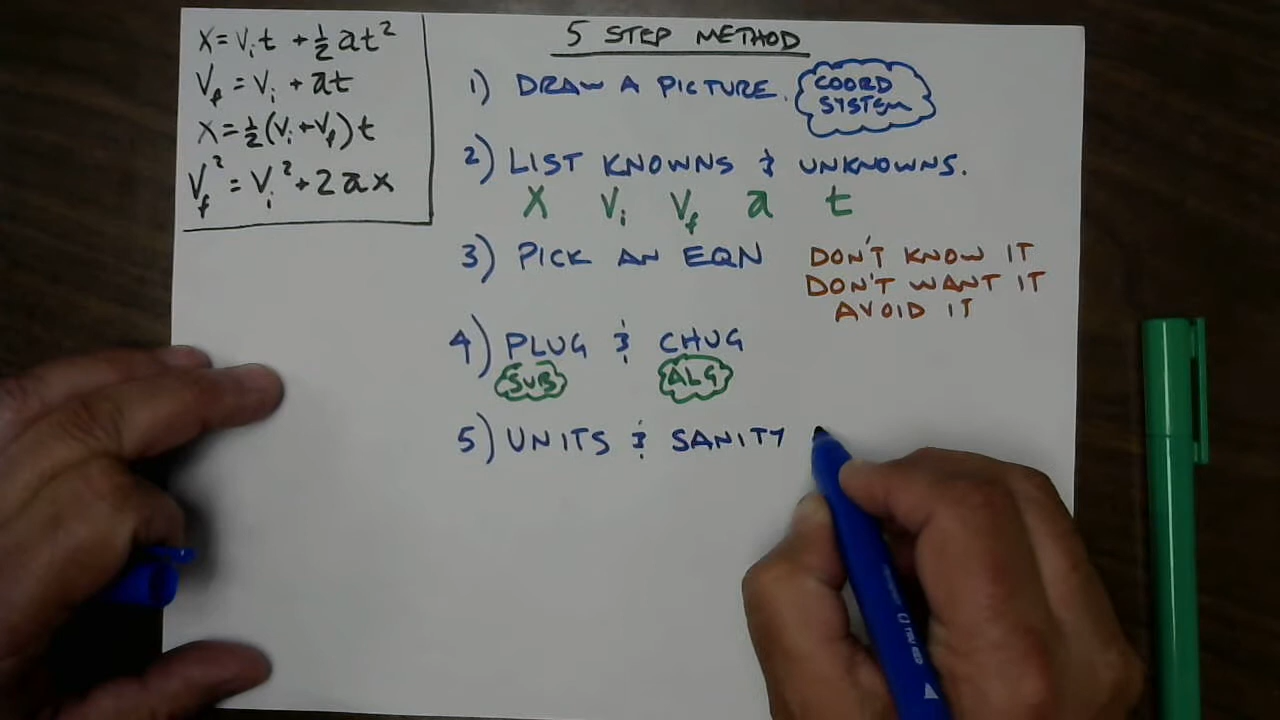 x = vᵢt + ½at²
v_f = vᵢ + at
x = ½(vᵢ + v_f)t
v_f² = vᵢ² + 2ax
5 STEP METHOD
1) DRAW A PICTURE. COORD SYSTEM
2) LIST KNOWNS & UNKNOWNS.
x vᵢ v_f a t
3) PICK AN EQN
DON'T KNOW IT
DON'T WANT IT
AVOID IT
4) PLUG & CHUG
SUB ALG
5) UNITS & SANITY